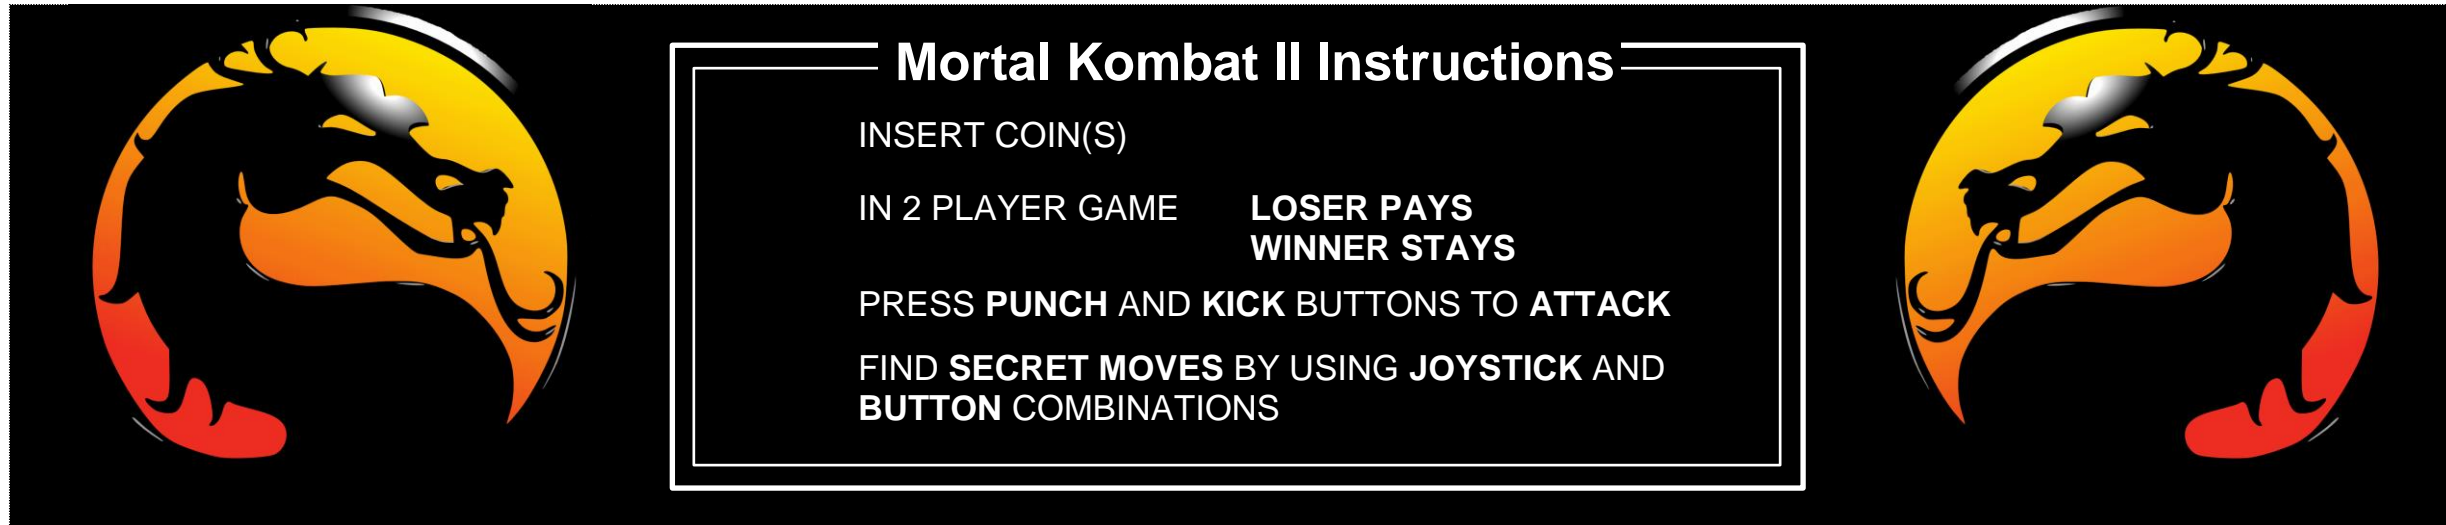 Mortal Kombat II Instructions
INSERT COIN(S)
IN 2 PLAYER GAME LOSER PAYS
WINNER STAYS
PRESS PUNCH AND KICK BUTTONS TO ATTACK
FIND SECRET MOVES BY USING JOYSTICK AND
BUTTON COMBINATIONS